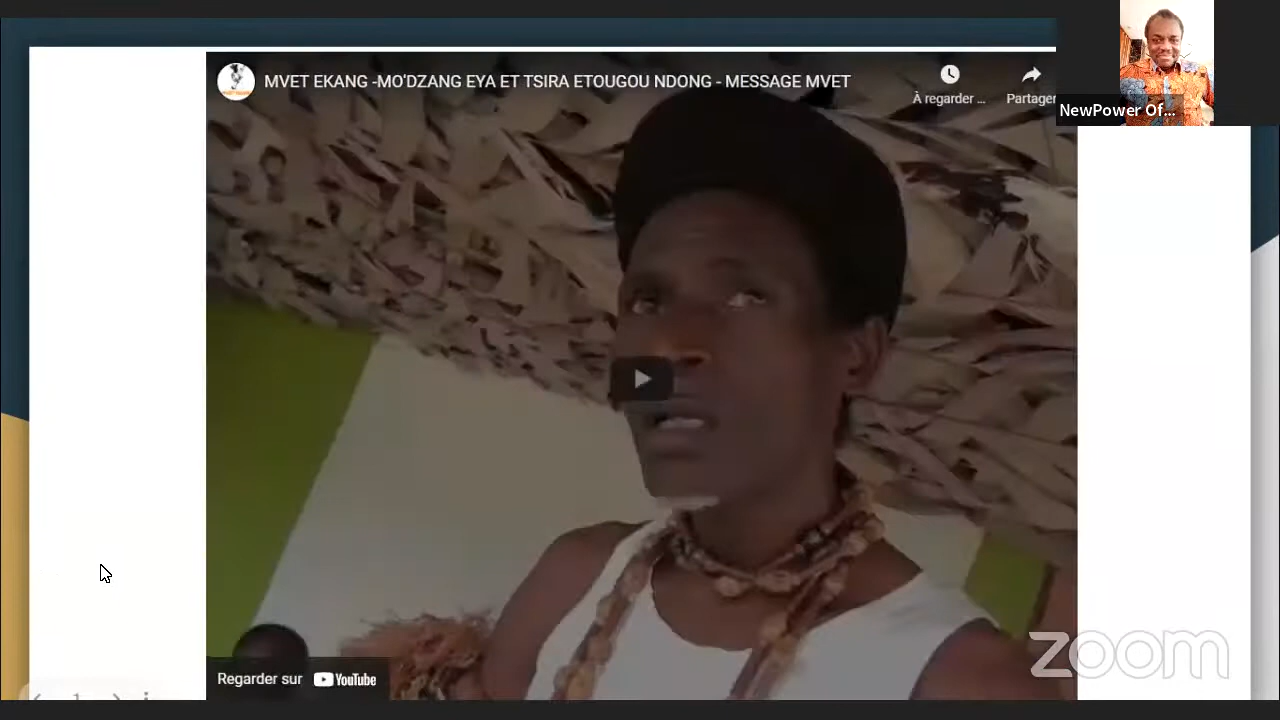 MVET EKANG -MO'DZANG EYA ET TSIRA ETOUGOU NDONG - MESSAGE MVET
À regarder ...
Partager
NewPower Of...
Regarder sur YouTube
zoom